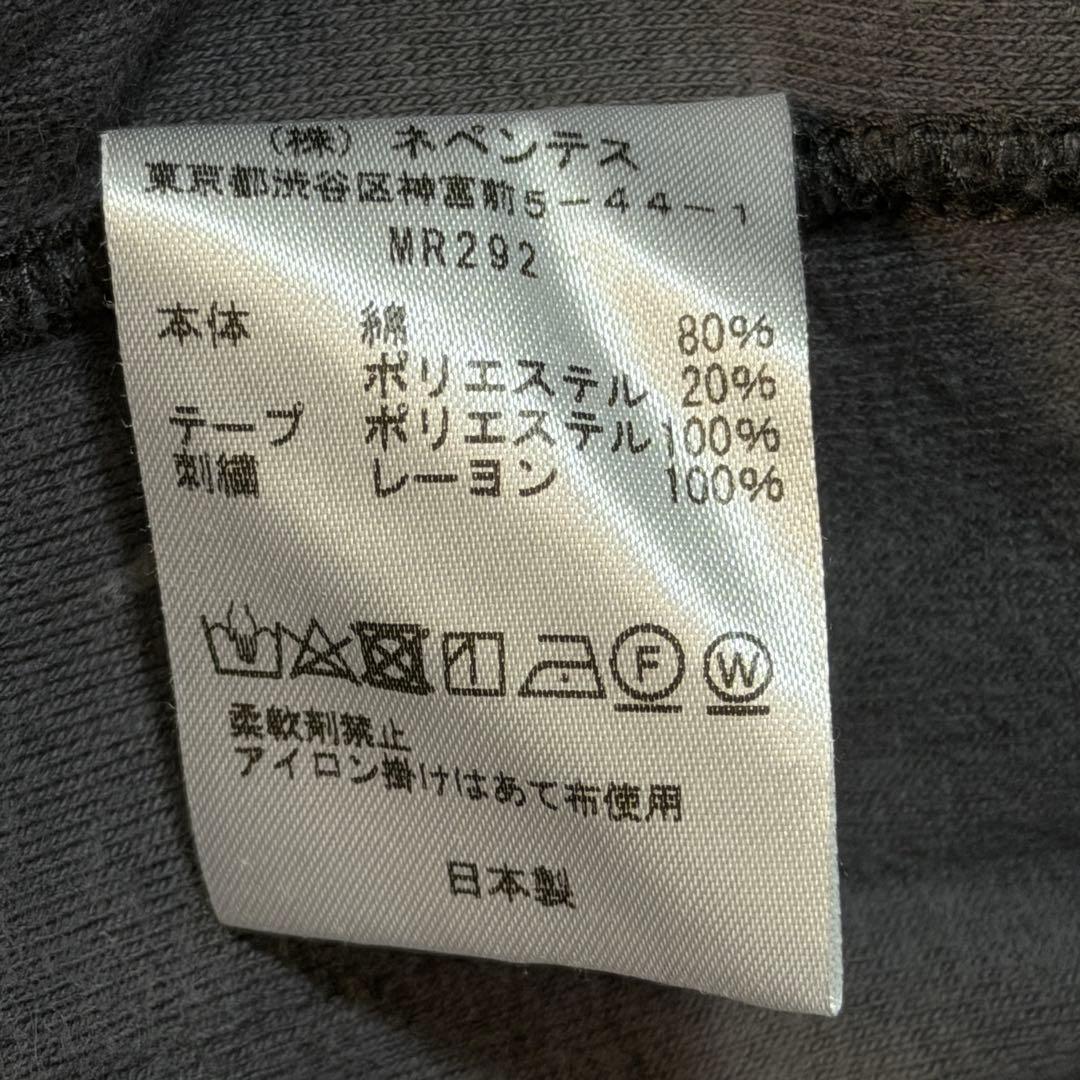 （株）ネペンテス
東京都渋谷区神宮前5－44－1
MR292
本体 綿 80%
ポリエステル 20%
テープ ポリエステル 100%
刺繍 レーヨン 100%
F W
柔軟剤禁止
アイロン掛けはあて布使用
日本製